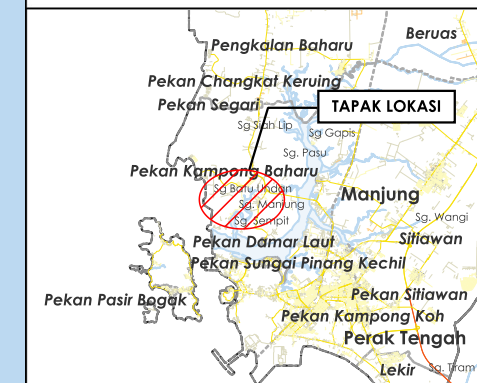 Beruas
Pengkalan Baharu
Pekan Changkat Keruing
Pekan Segari
TAPAK LOKASI
Sg Siah Lip
Sg Gapis
Sg. Pasu
Pekan Kampong Baharu
Sg Batu Undan
Manjung
Sg. Manjung
Sg. Sempit
Sg. Wangi
Pekan Damar Laut
Sitiawan
Pekan Sungai Pinang Kechil
Pekan Pasir Bogak
Pekan Sitiawan
Pekan Kampong Koh
Perak Tengah
Lekir
Sg. Tiram